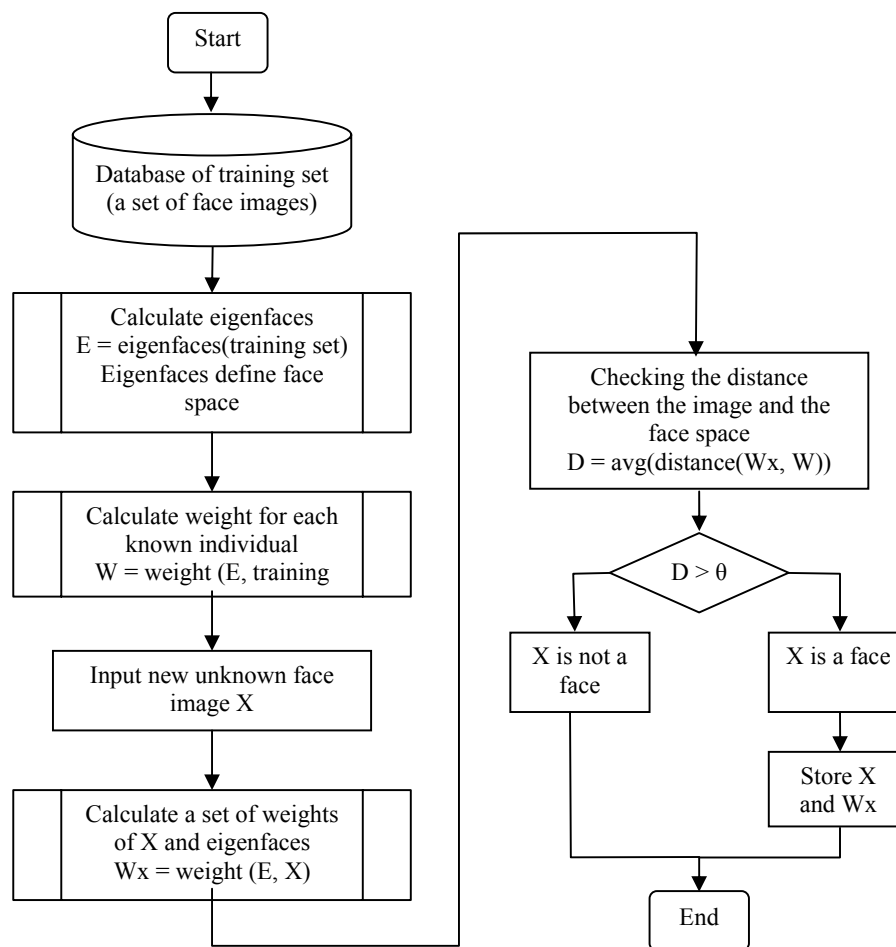 Start
Database of training set
(a set of face images)
Calculate eigenfaces
E = eigenfaces(training set)
Eigenfaces define face
space
Calculate weight for each
known individual
W = weight (E, training
Input new unknown face
image X
Calculate a set of weights
of X and eigenfaces
Wx = weight (E, X)
Checking the distance
between the image and the
face space
D = avg(distance(Wx, W))
D > θ
X is not a
face
X is a face
Store X
and Wx
End